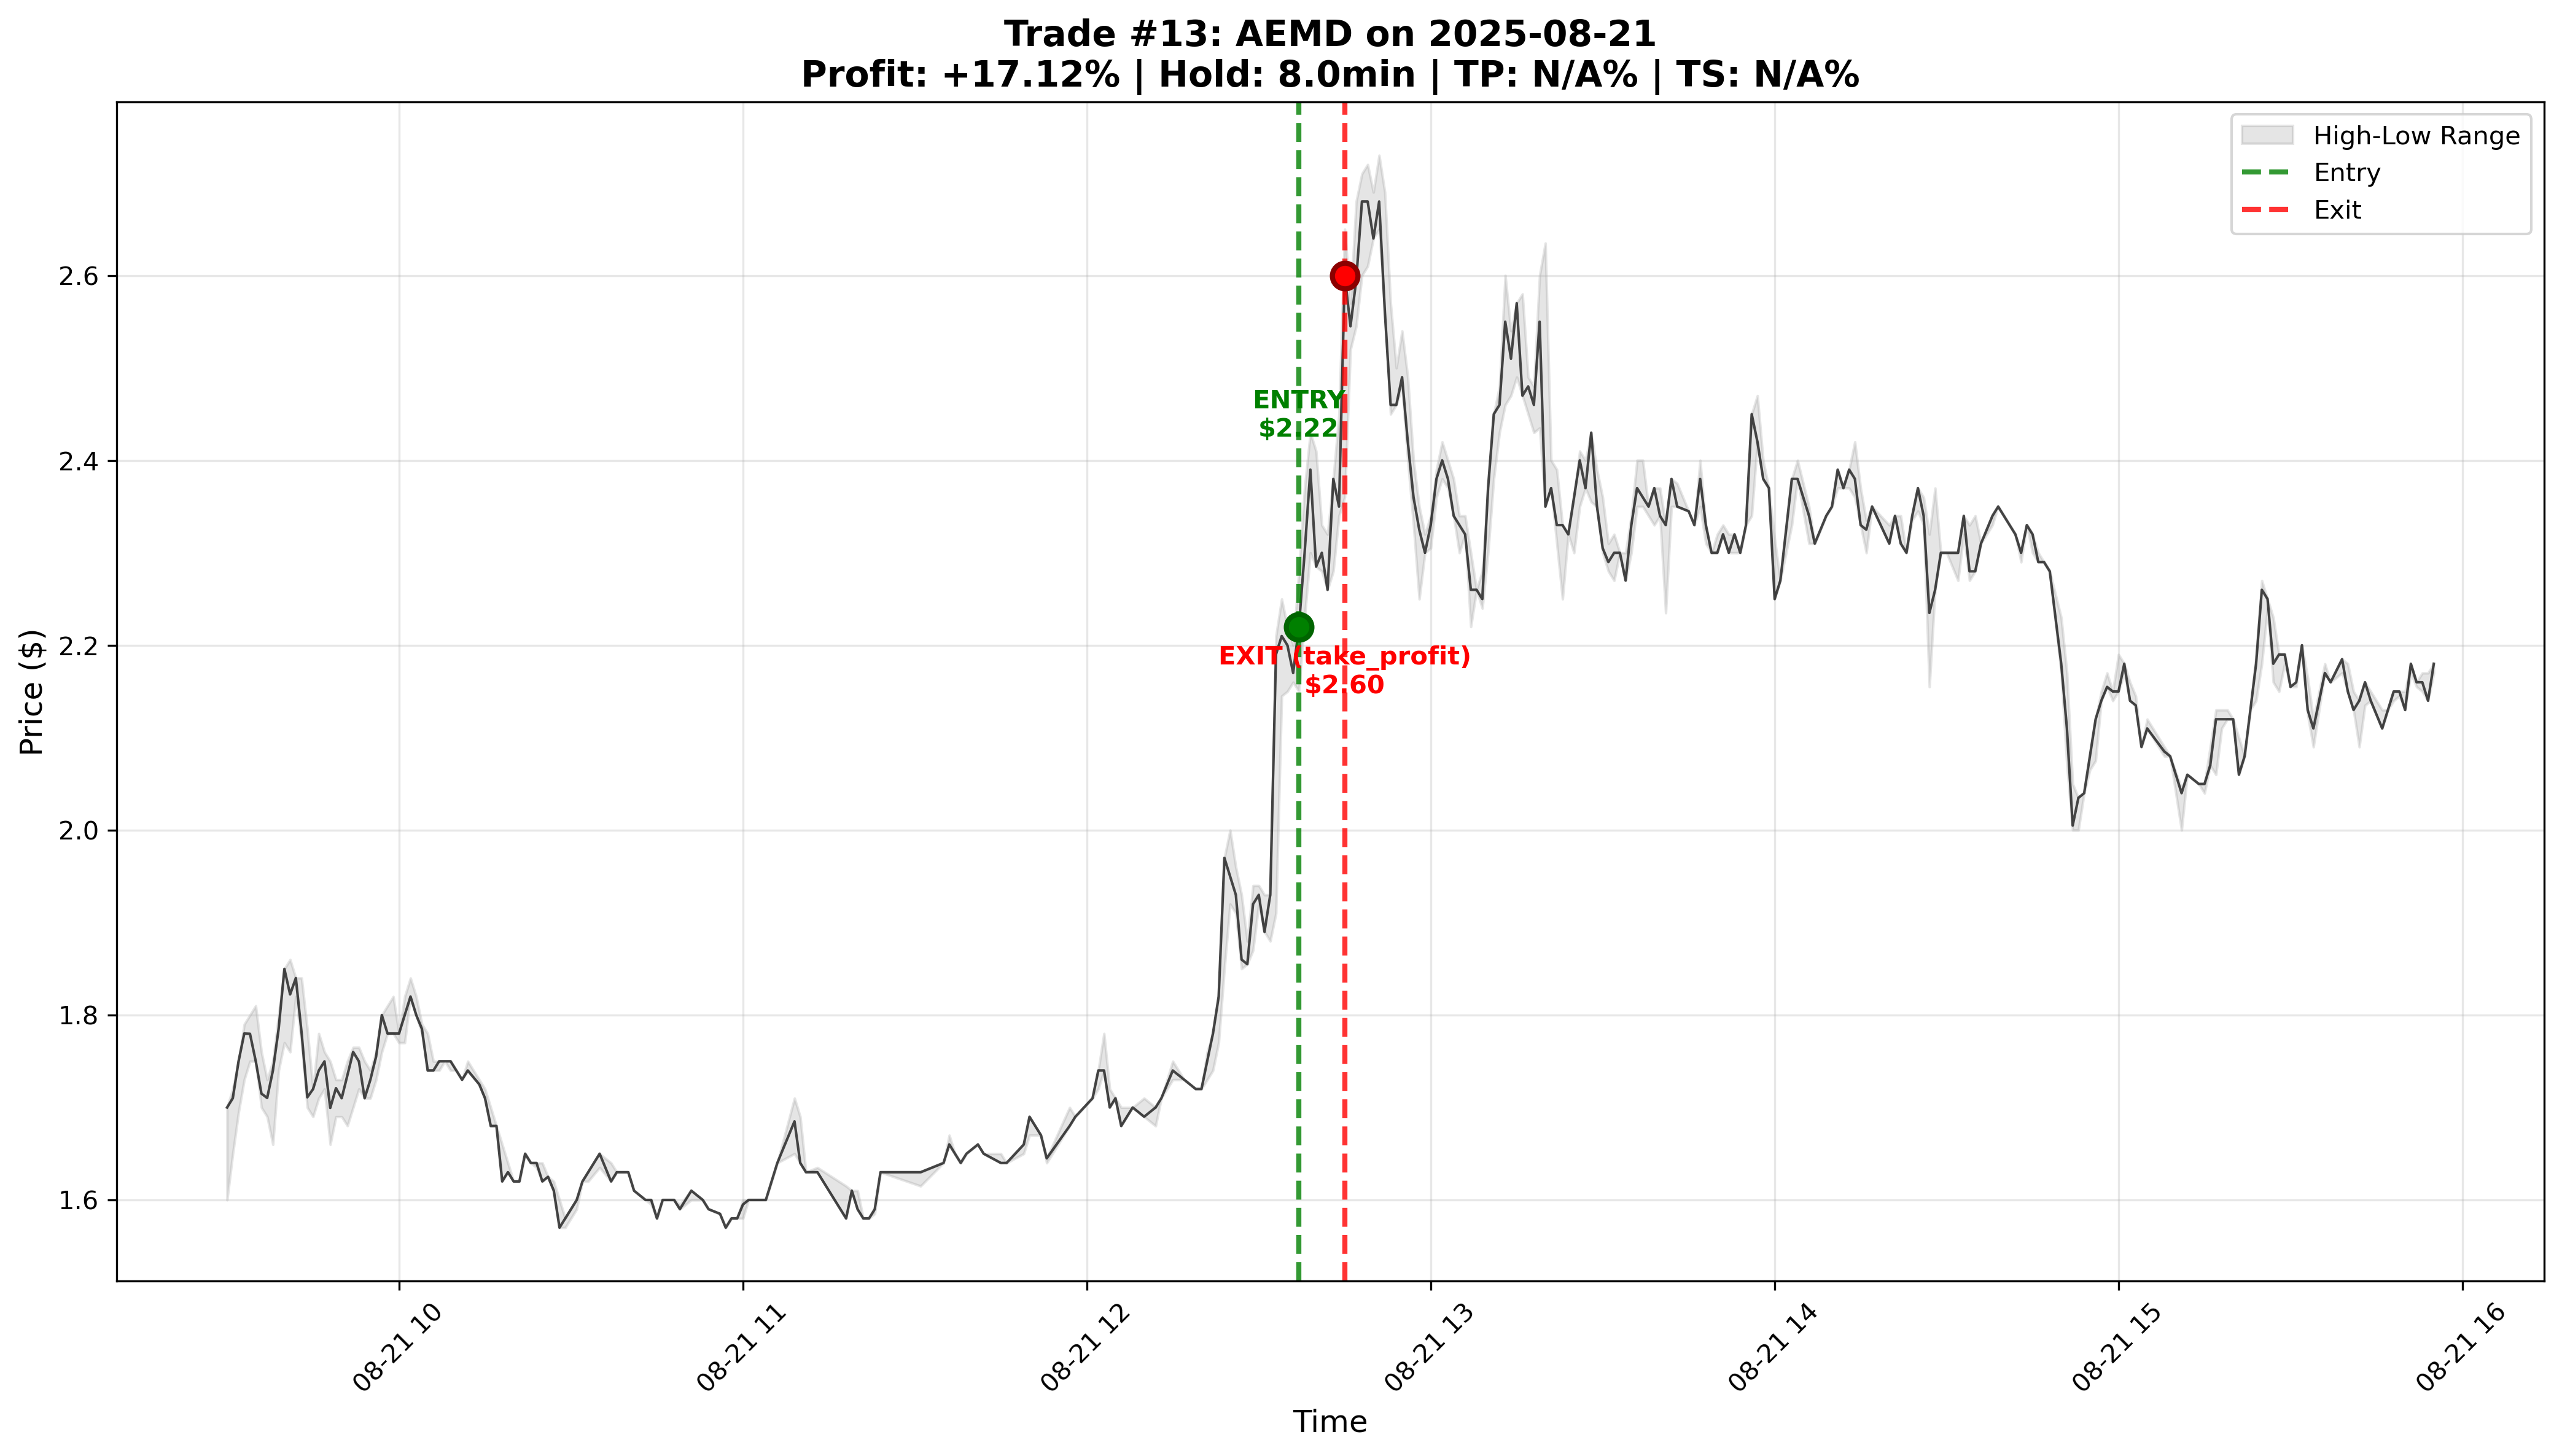 Trade #13: AEMD on 2025-08-21
Profit: +17.12% | Hold: 8.0min | TP: N/A% | TS: N/A%
High-Low Range
Entry
Exit
ENTRY
$2.22
EXIT (take_profit)
$2.60
Price ($)
2.6
2.4
2.2
2.0
1.8
1.6
08-21 10
08-21 11
08-21 12
08-21 13
08-21 14
08-21 15
08-21 16
Time